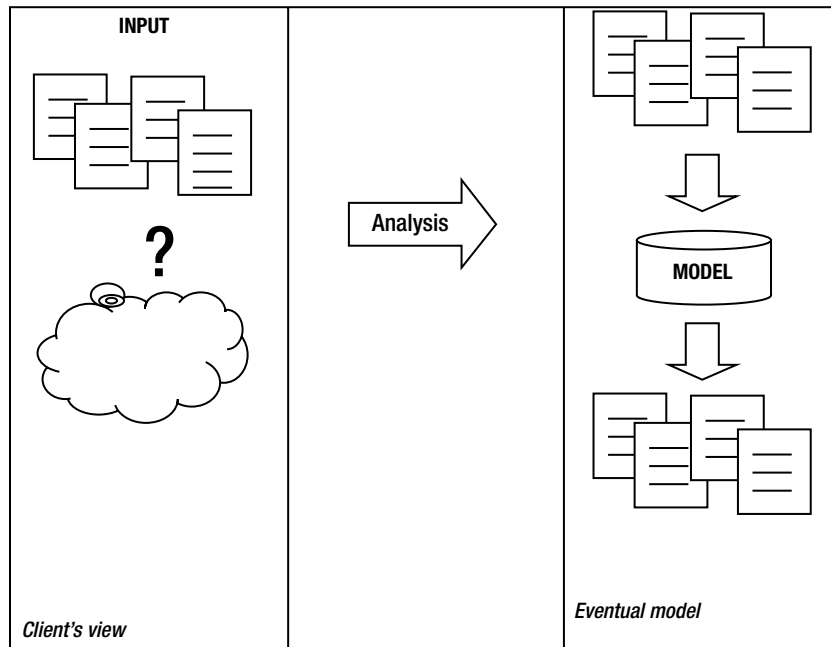 INPUT
?
Analysis
MODEL
Client's view
Eventual model